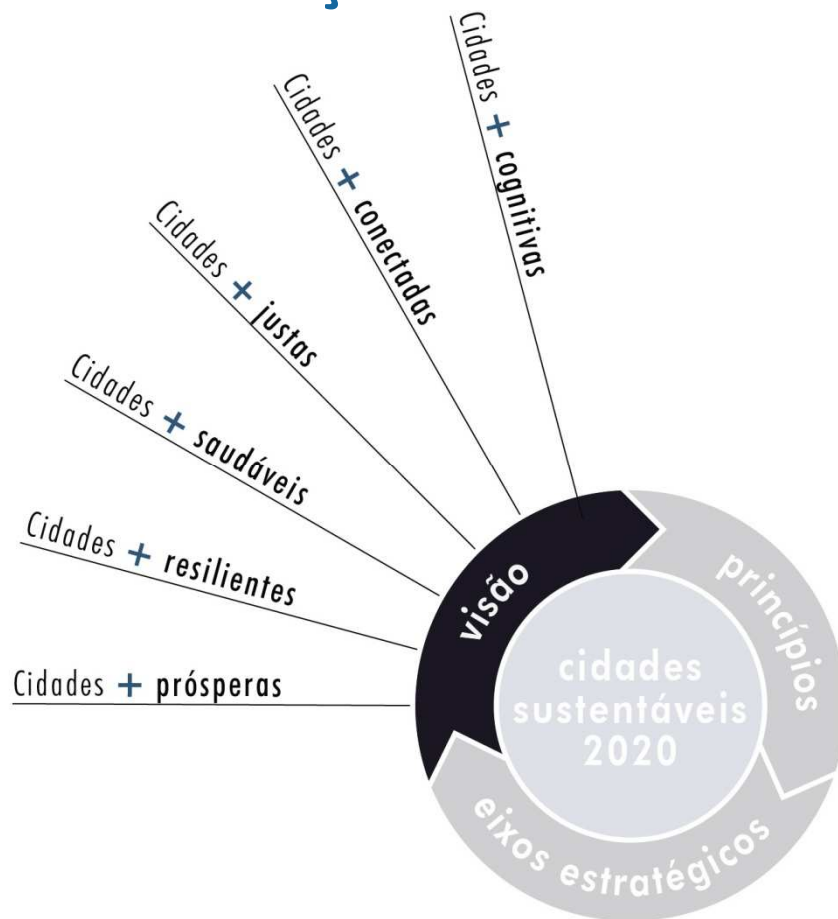 Cidades + cognitivas
Cidades + conectadas
Cidades + justas
Cidades + saudáveis
Cidades + resilientes
Cidades + prósperas
visão
princípios
eixos estratégicos
cidades
sustentáveis
2020